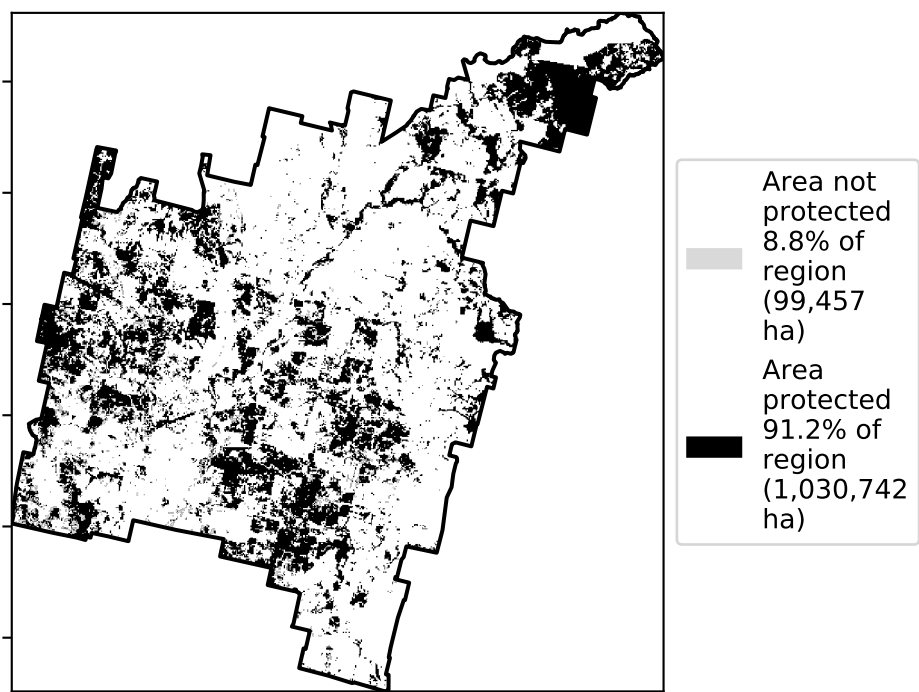 Area not
protected
8.8% of
region
(99,457
ha)
Area
protected
91.2% of
region
(1,030,742
ha)